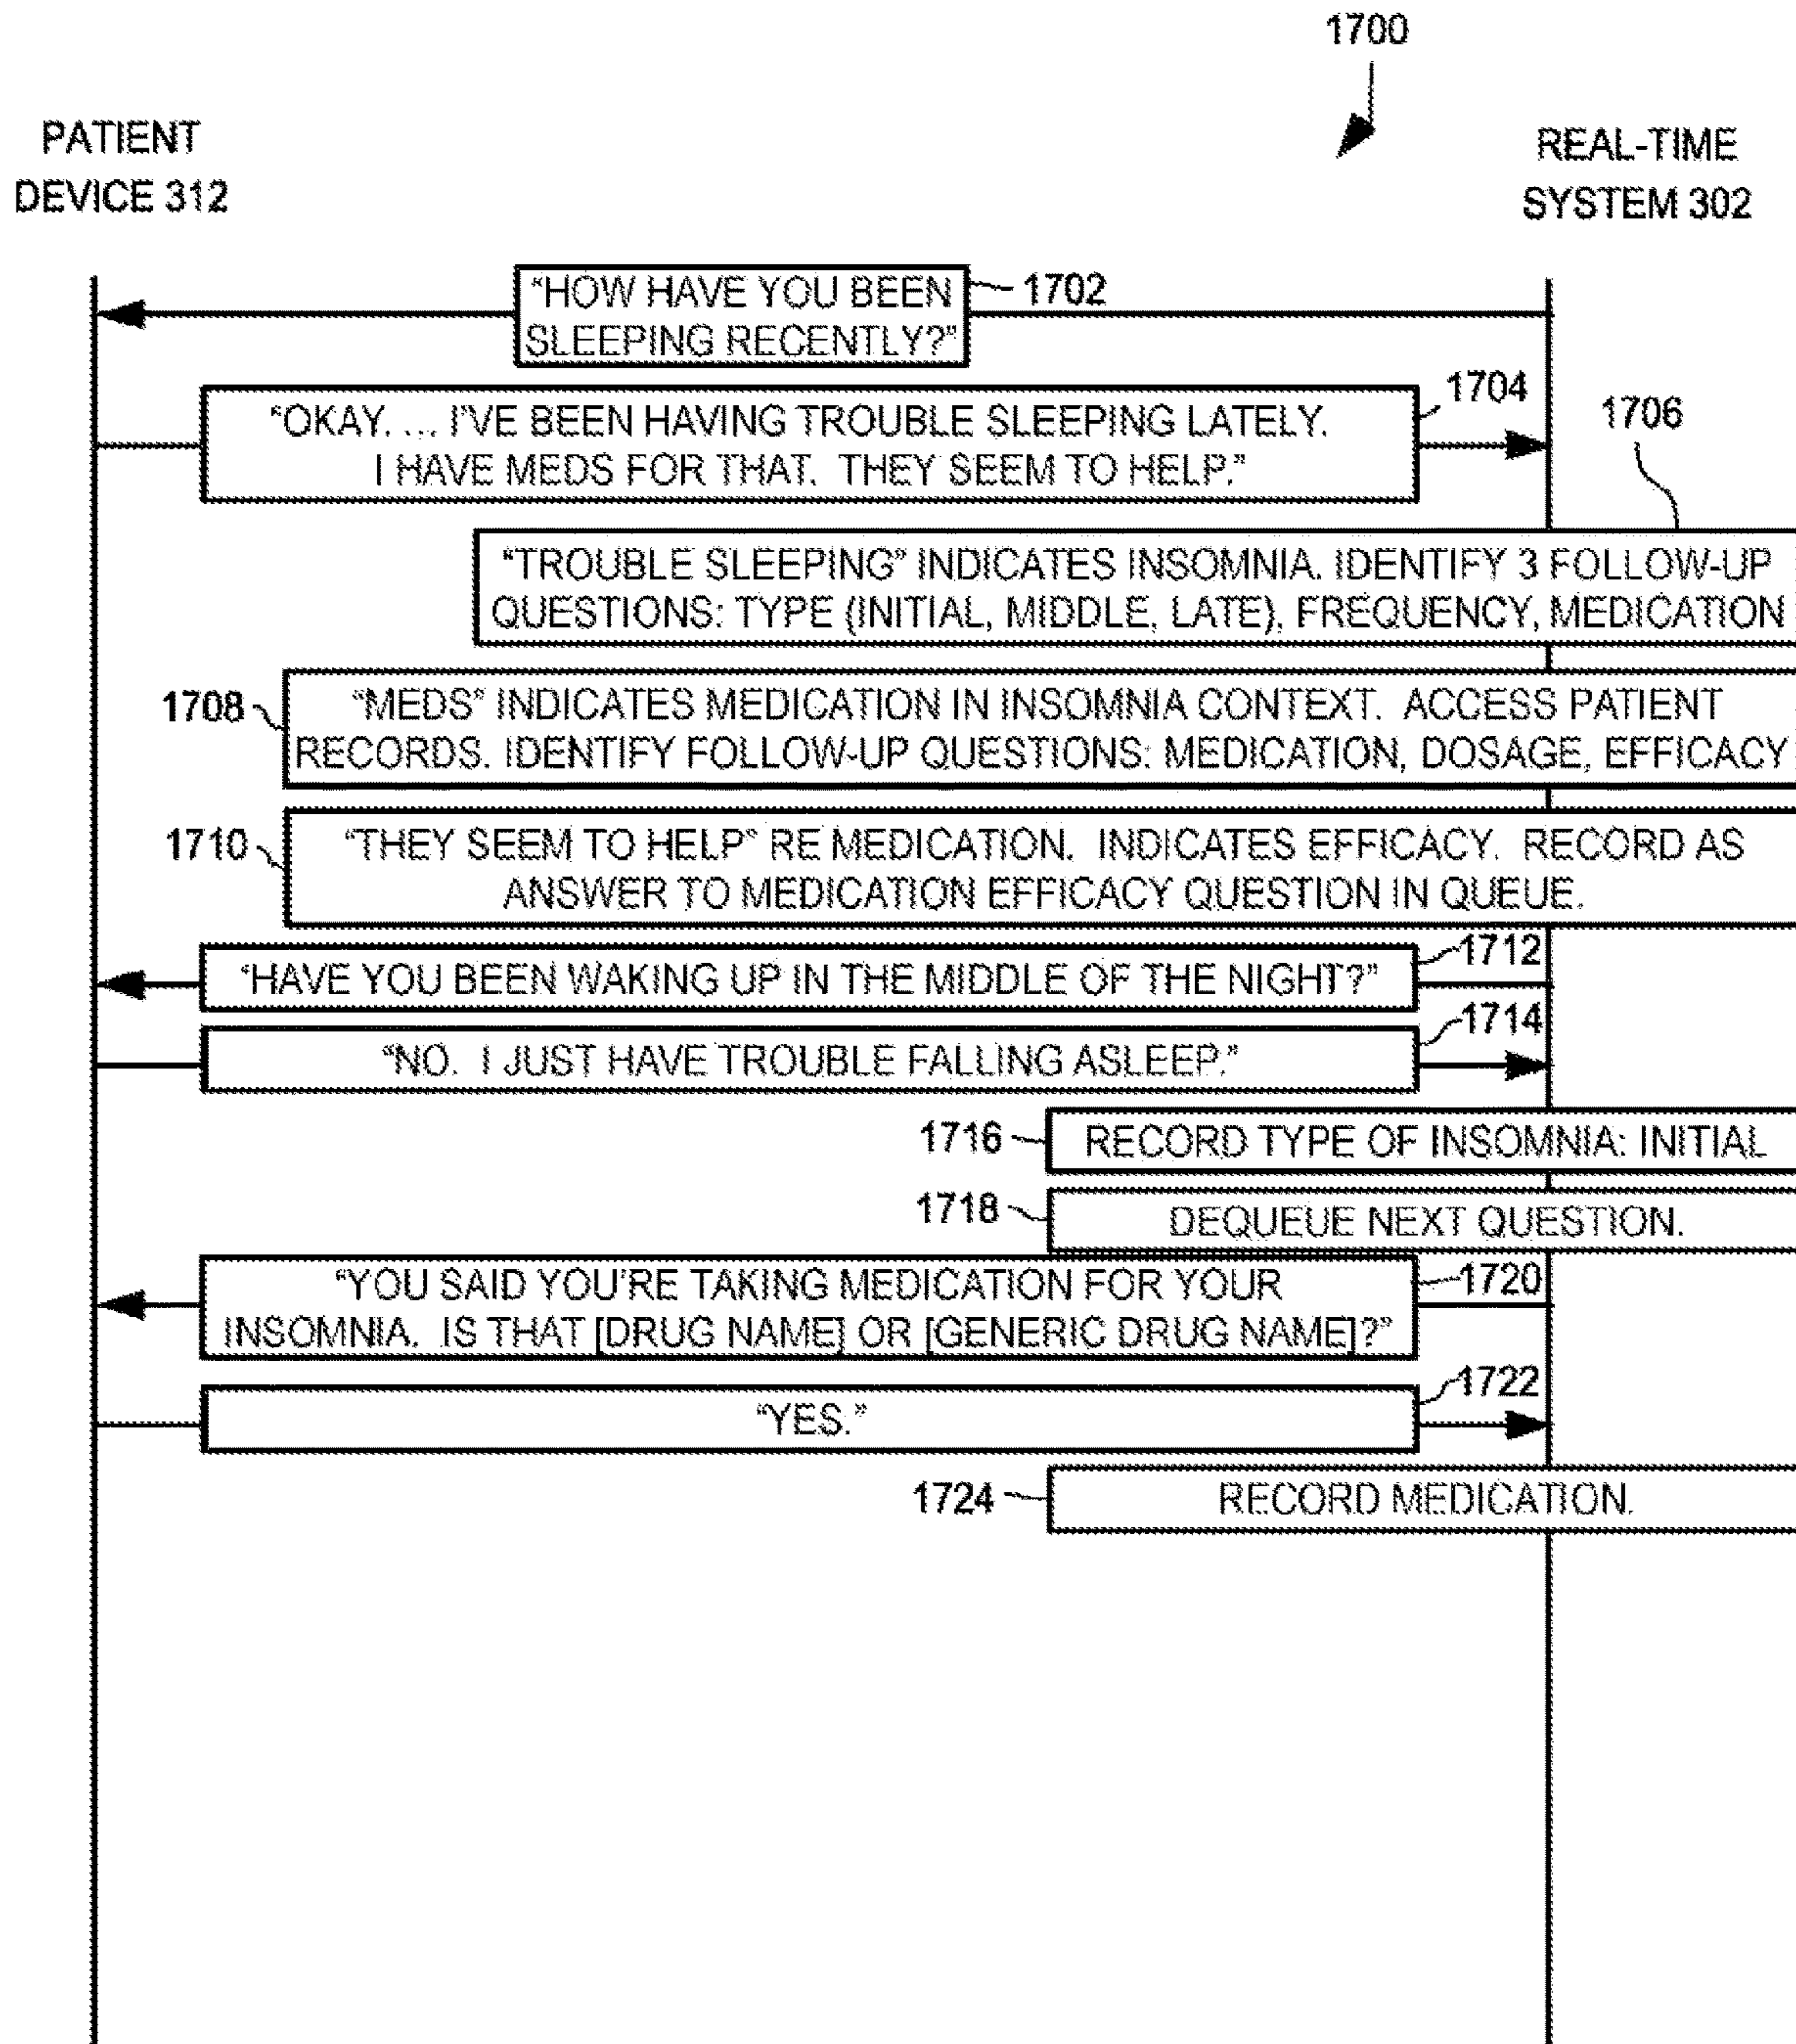 1700
PATIENT
DEVICE 312
REAL-TIME
SYSTEM 302
“HOW HAVE YOU BEEN
SLEEPING RECENTLY?”
1702
“OKAY. ... I'VE BEEN HAVING TROUBLE SLEEPING LATELY.
I HAVE MEDS FOR THAT. THEY SEEM TO HELP.”
1704
1706
“TROUBLE SLEEPING” INDICATES INSOMNIA. IDENTIFY 3 FOLLOW-UP
QUESTIONS: TYPE (INITIAL, MIDDLE, LATE), FREQUENCY, MEDICATION
1708
“MEDS” INDICATES MEDICATION IN INSOMNIA CONTEXT. ACCESS PATIENT
RECORDS. IDENTIFY FOLLOW-UP QUESTIONS: MEDICATION, DOSAGE, EFFICACY
1710
“THEY SEEM TO HELP” RE MEDICATION. INDICATES EFFICACY. RECORD AS
ANSWER TO MEDICATION EFFICACY QUESTION IN QUEUE.
“HAVE YOU BEEN WAKING UP IN THE MIDDLE OF THE NIGHT?”
1712
“NO. I JUST HAVE TROUBLE FALLING ASLEEP.”
1714
1716
RECORD TYPE OF INSOMNIA: INITIAL
1718
DEQUEUE NEXT QUESTION.
“YOU SAID YOU'RE TAKING MEDICATION FOR YOUR
INSOMNIA. IS THAT [DRUG NAME] OR [GENERIC DRUG NAME]?”
1720
“YES.”
1722
1724
RECORD MEDICATION.